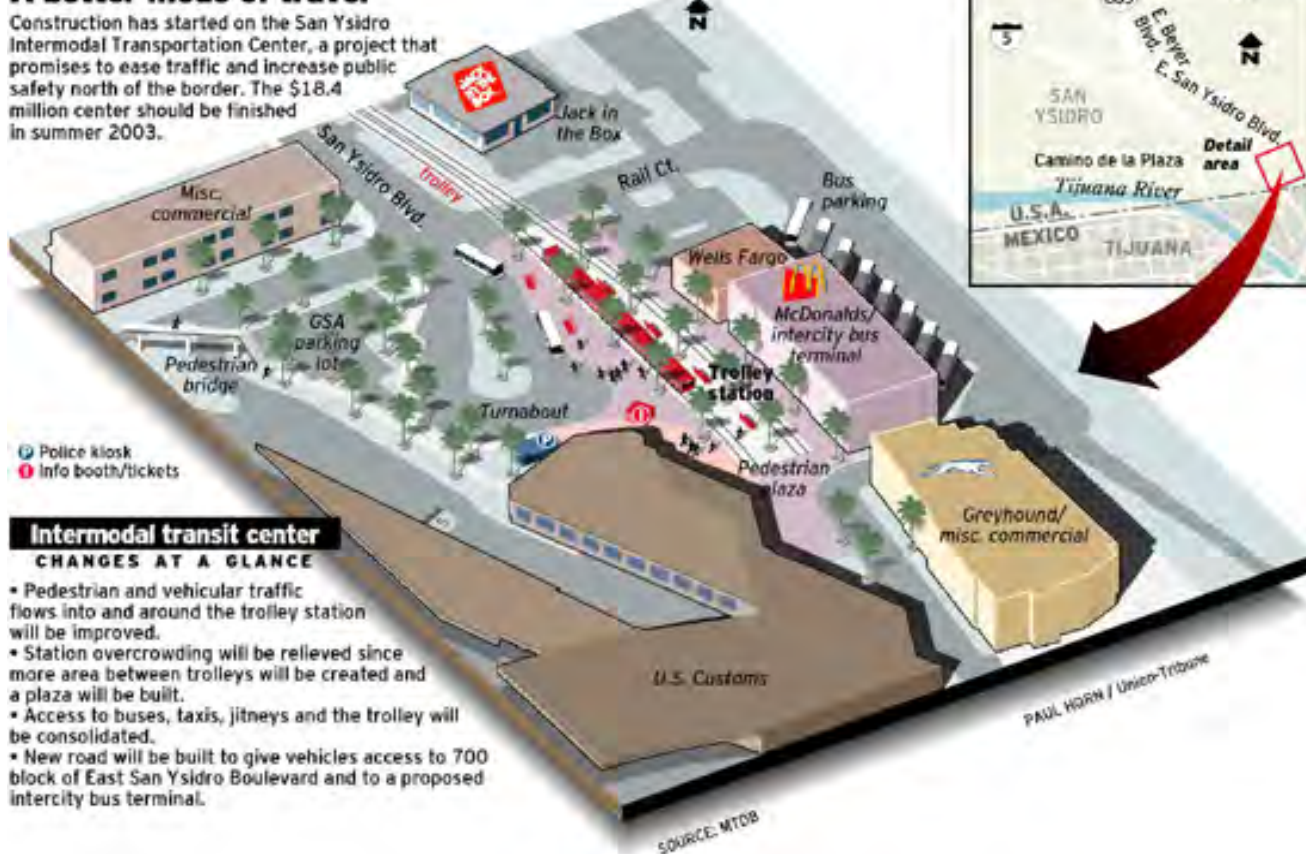 A better mode of travel
Construction has started on the San Ysidro
Intermodal Transportation Center, a project that
promises to ease traffic and increase public
safety north of the border. The $18.4
million center should be finished
in summer 2003.
N
JACK
IN THE
BOX
Jack in
the Box
San Ysidro Blvd.
trolley
Rail Ct.
Bus
parking
Misc.
commercial
Wells Fargo
McDonalds/
intercity bus
terminal
GSA
parking
lot
Pedestrian
bridge
Trolley
station
Turnabout
P
Pedestrian
plaza
Greyhound/
misc. commercial
U.S. Customs
P Police kiosk
Info booth/tickets
Intermodal transit center
CHANGES AT A GLANCE
• Pedestrian and vehicular traffic
flows into and around the trolley station
will be improved.
• Station overcrowding will be relieved since
more area between trolleys will be created and
a plaza will be built.
• Access to buses, taxis, jitneys and the trolley will
be consolidated.
• New road will be built to give vehicles access to 700
block of East San Ysidro Boulevard and to a proposed
intercity bus terminal.
5
E. Beyer
Blvd.
E. San Ysidro Blvd.
N
SAN
YSIDRO
Detail
area
Camino de la Plaza
Tijuana River
U.S.A.
MEXICO
TIJUANA
PAUL HORN / Union-Tribune
SOURCE: MTDB